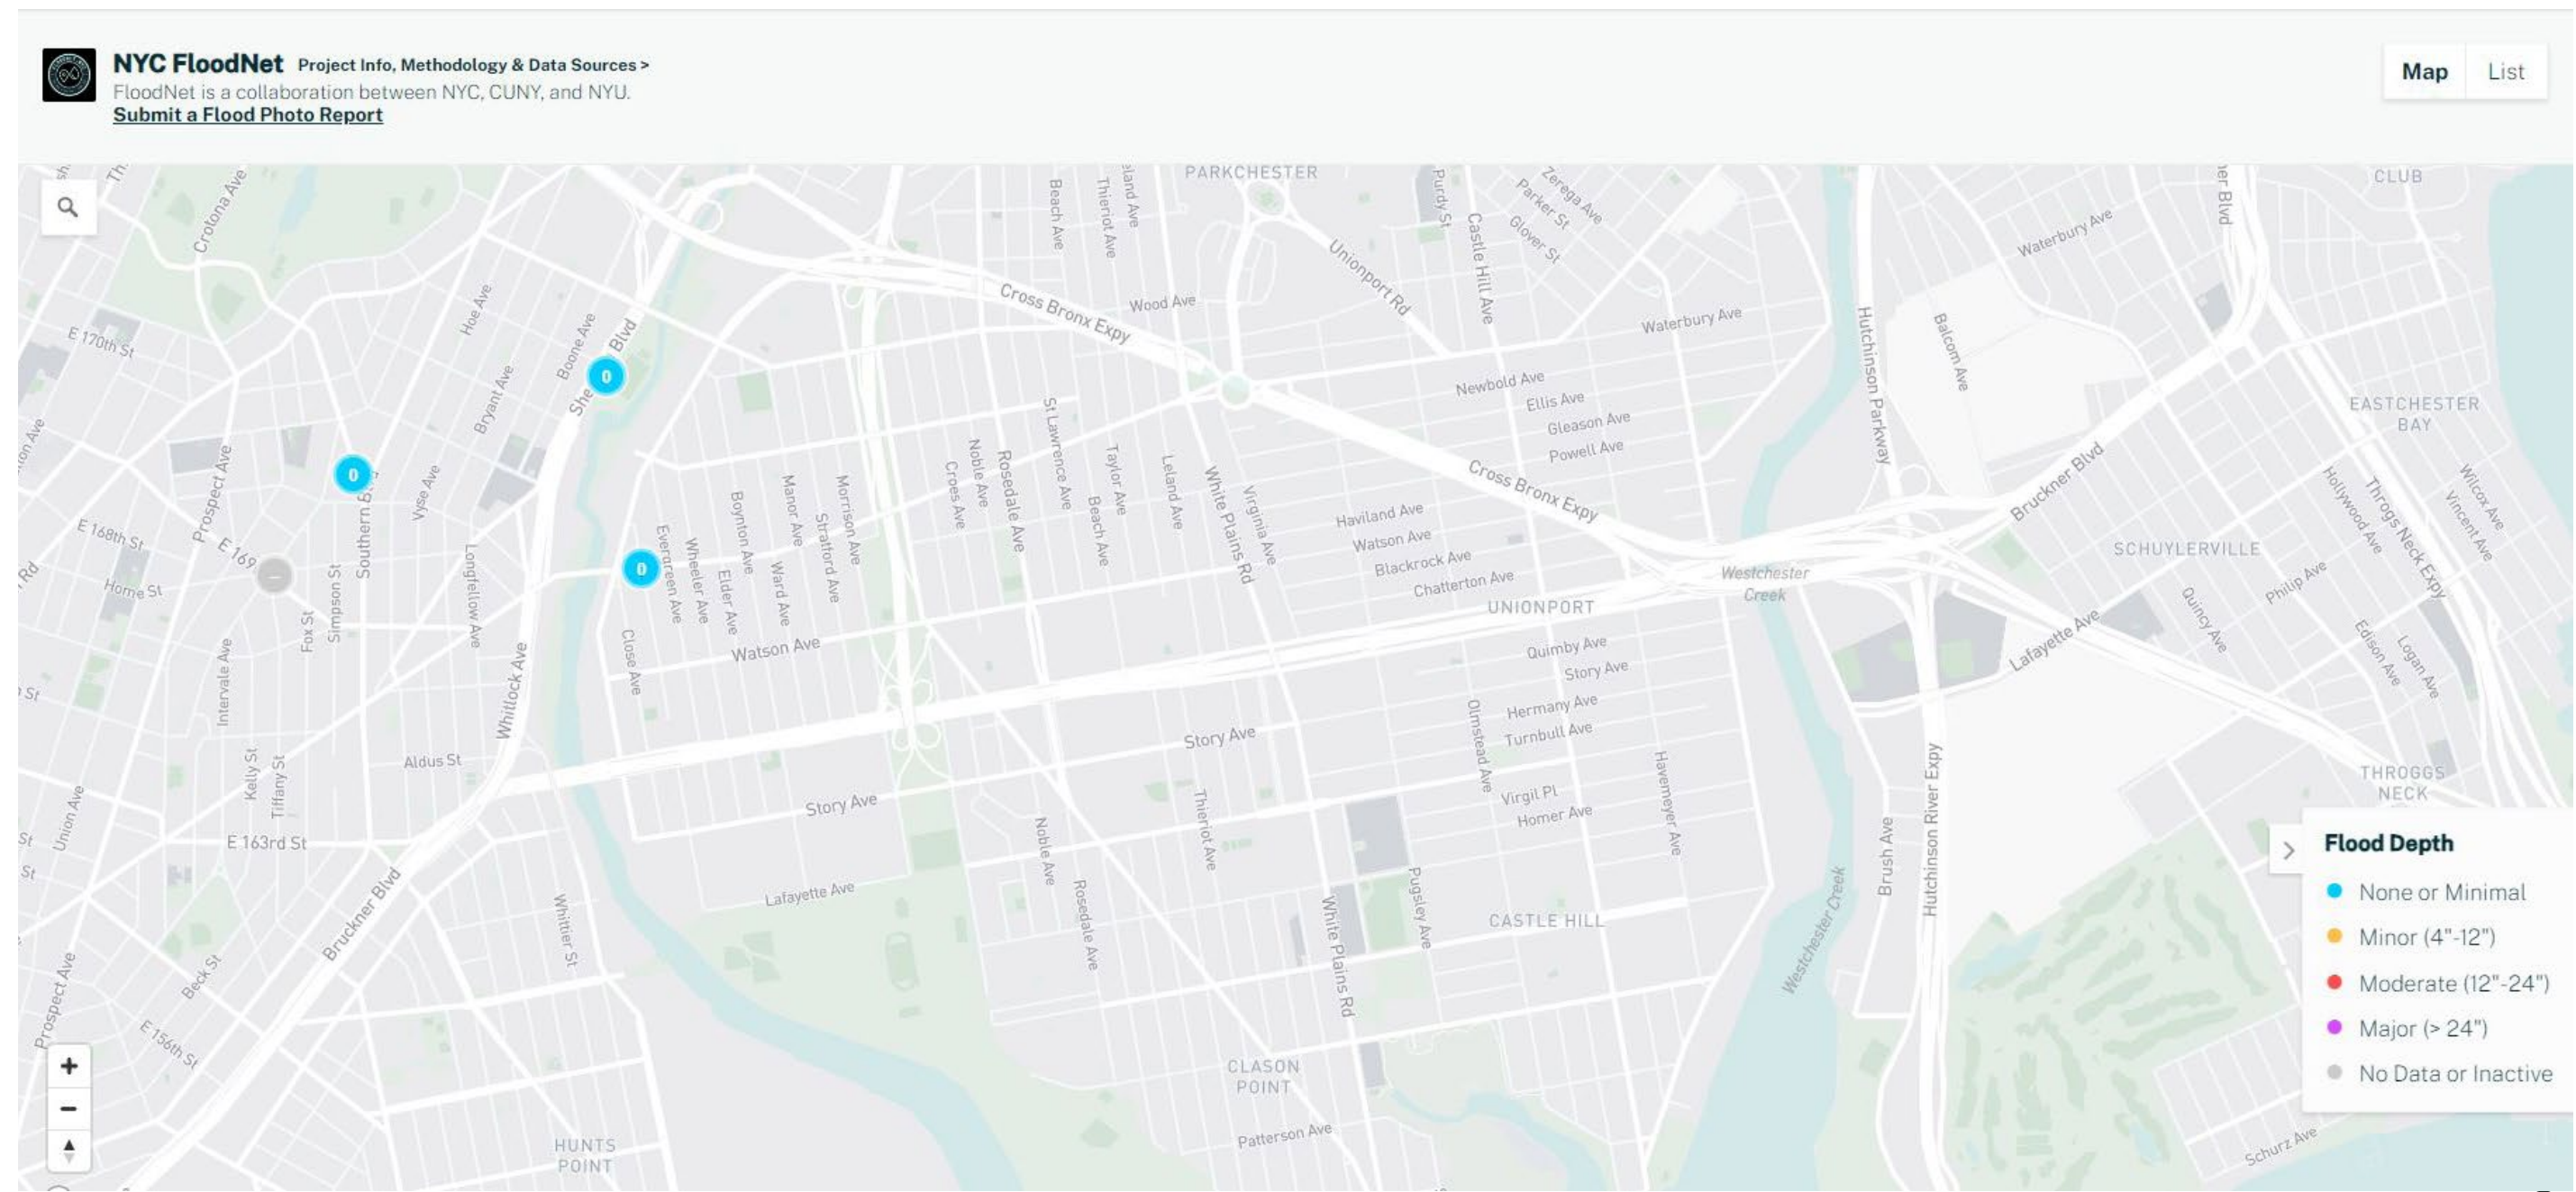 NYC FloodNet Project Info, Methodology & Data Sources >
FloodNet is a collaboration between NYC, CUNY, and NYU.
Submit a Flood Photo Report
Map
List
PARKCHESTER
CLUB
Crotona Ave
Beach Ave
Thieriot Ave
Purdy St
Zerega Ave
Parker St
Glover St
Castle Hill Ave
Unionport Rd
Waterbury Ave
Hoe Ave
Boone Ave
Blvd
Cross Bronx Expy
Wood Ave
Waterbury Ave
Hutchinson Parkway
Balcom Ave
E 170th St
0
Bryant Ave
Newbold Ave
Ellis Ave
Gleason Ave
Powell Ave
EASTCHESTER
BAY
St Lawrence Ave
0
Prospect Ave
Vyse Ave
Southern
Noble Ave
Croes Ave
Rosedale Ave
Taylor Ave
Beach Ave
Leland Ave
White Plains Rd
Virginia Ave
Cross Bronx Expy
Bruckner Blvd
Hollywood Ave
Throgs Neck Expy
Wilcox Ave
Vincent Ave
E 168th St
E 169
Home St
Simpson St
Fox St
Longfellow Ave
0
Evergreen Ave
Wheeler Ave
Boynton Ave
Elder Ave
Manor Ave
Ward Ave
Stratford Ave
Morrison Ave
Haviland Ave
Watson Ave
Blackrock Ave
Chatterton Ave
UNIONPORT
Westchester
Creek
SCHUYLERVILLE
Philip Ave
Quincy Ave
Lafayette Ave
Edison Ave
Logan Ave
Intervale Ave
Close Ave
Watson Ave
Whitlock Ave
Quimby Ave
Story Ave
Hermany Ave
Turnbull Ave
Olmstead Ave
Story Ave
Kelly St
Tiffany St
Aldus St
Virgil Pl
Homer Ave
Havemeyer Ave
Hutchinson River Expy
Brush Ave
THROGGS
NECK
Union Ave
E 163rd St
Story Ave
Noble Ave
Thieriot Ave
Rosedale Ave
Lafayette Ave
White Plains Rd
Pugsley Ave
CASTLE HILL
Westchester Creek
Bruckner Blvd
Whittier St
Beck St
Prospect Ave
E 156th St
CLASON
POINT
Patterson Ave
HUNTS
POINT
Schurz Ave
Flood Depth
None or Minimal
Minor (4"-12")
Moderate (12"-24")
Major (> 24")
No Data or Inactive